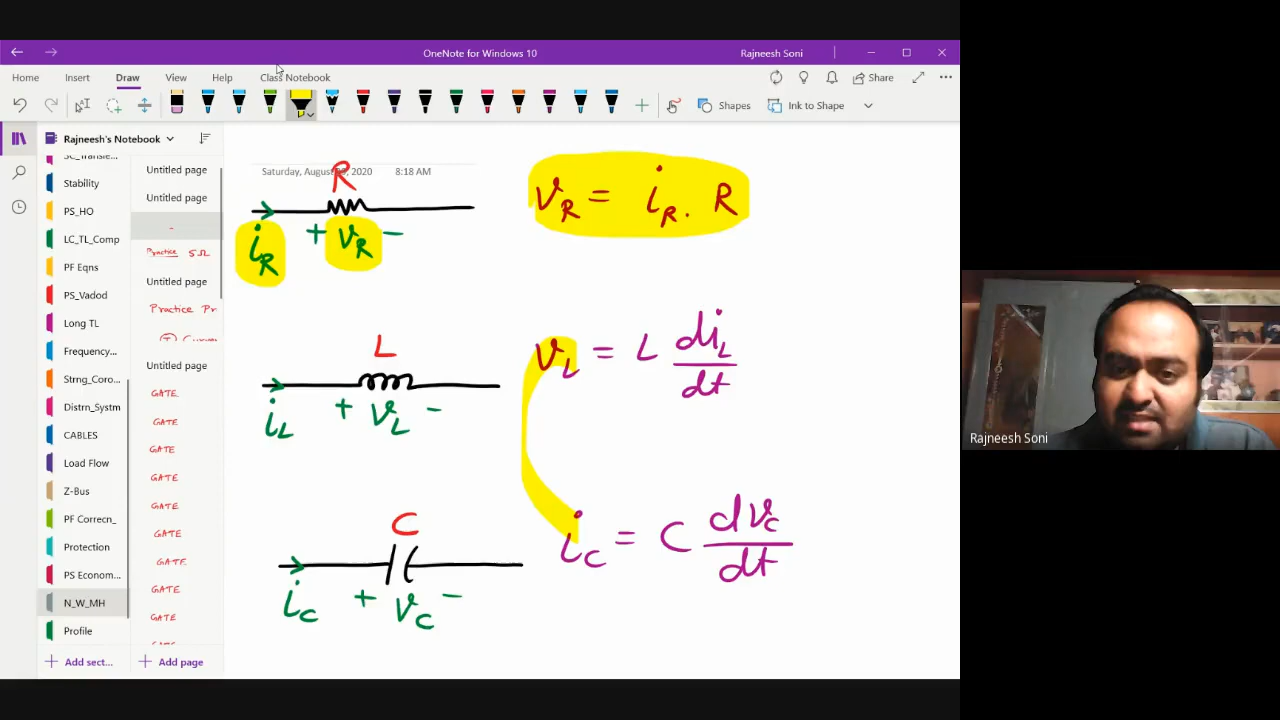 OneNote for Windows 10
Rajneesh Soni
Home Insert Draw View Help Class Notebook
Share
Shapes
Ink to Shape
Rajneesh's Notebook
Stability
PS_HO
LC_TL_Comp
PF Eqns
PS_Vadod
Long TL
Frequency...
Strng_Coro...
Distrn_Systm
CABLES
Load Flow
Z-Bus
PF Correcn_
Protection
PS Econom...
N_W_MH
Profile
Add sect...
Untitled page
Untitled page
Practice 5Ω
Untitled page
Practice Pr
Untitled page
GATE
GATE
GATE
GATE
GATE
GATE
GATE
GATE
GATE
Add page
Saturday, August 2020 8:18 AM
R
i_R + v_R −
v_R = i_R . R
L
i_L + v_L −
v_L = L di_L/dt
C
i_C + v_C −
i_C = C dv_C/dt
Rajneesh Soni